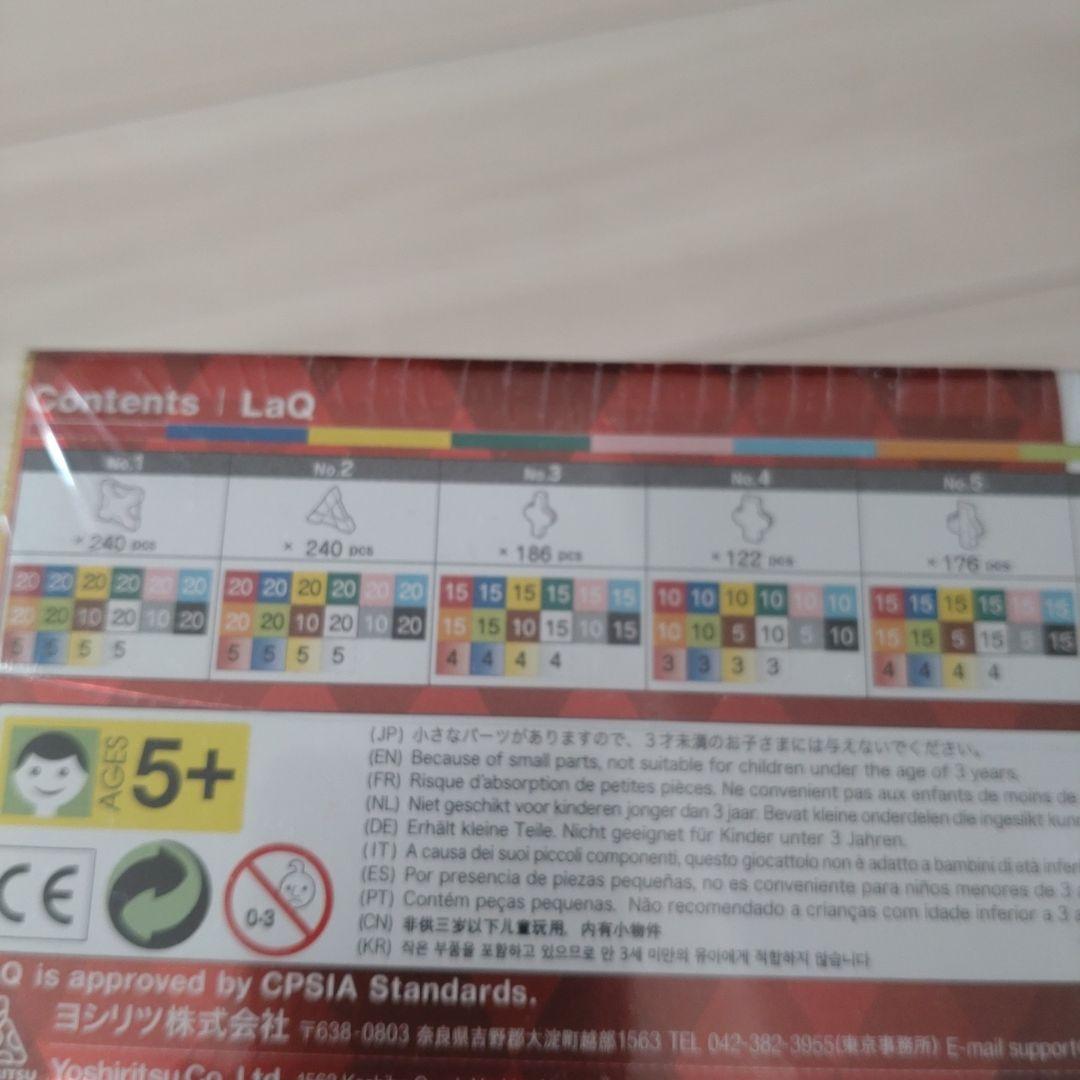 Contents | LaQ
No.1 No.2 No.3 No.4 No.5
× 240 pcs × 240 pcs × 186 pcs × 122 pcs × 176 pcs
20 20 20 20 20 20 20 20 20 20 20 20 15 15 15 15 15 15 10 10 10 10 10 10 15 15 15 15 15 15
20 20 10 20 10 20 20 20 10 20 10 20 15 15 10 15 10 15 10 10 5 10 5 10 15 15 5 15 5 15
5 5 5 5 5 5 5 5 4 4 4 4 3 3 3 3 4 4 4 4
AGES 5+
(JP) 小さなパーツがありますので、3才未満のお子さまには与えないでください。
(EN) Because of small parts, not suitable for children under the age of 3 years.
(FR) Risque d'absorption de petites pièces. Ne convenient pas aux enfants de moins de
(NL) Niet geschikt voor kinderen jonger dan 3 jaar. Bevat kleine onderdelen die ingeslikt
(DE) Erhält kleine Teile. Nicht geeignet für Kinder unter 3 Jahren.
(IT) A causa dei suoi piccoli componenti, questo giocattolo non è adatto a bambini di età
(ES) Por presencia de piezas pequeñas, no es conveniente para niños menores de 3
(PT) Contém peças pequenas. Não recomendado a crianças com idade inferior a 3
(CN) 非供三岁以下儿童玩用, 内有小物件
(KR) 작은 부품을 포함하고 있으므로 만 3세 미만의 유아에게 적합하지 않습니다
CE
0-3
Q is approved by CPSIA Standards.
ヨシリツ株式会社 〒638-0803 奈良県吉野郡大淀町越部1563 TEL 042-382-3955(東京事務所) E-mail support
Yoshiritsu Co., Ltd.